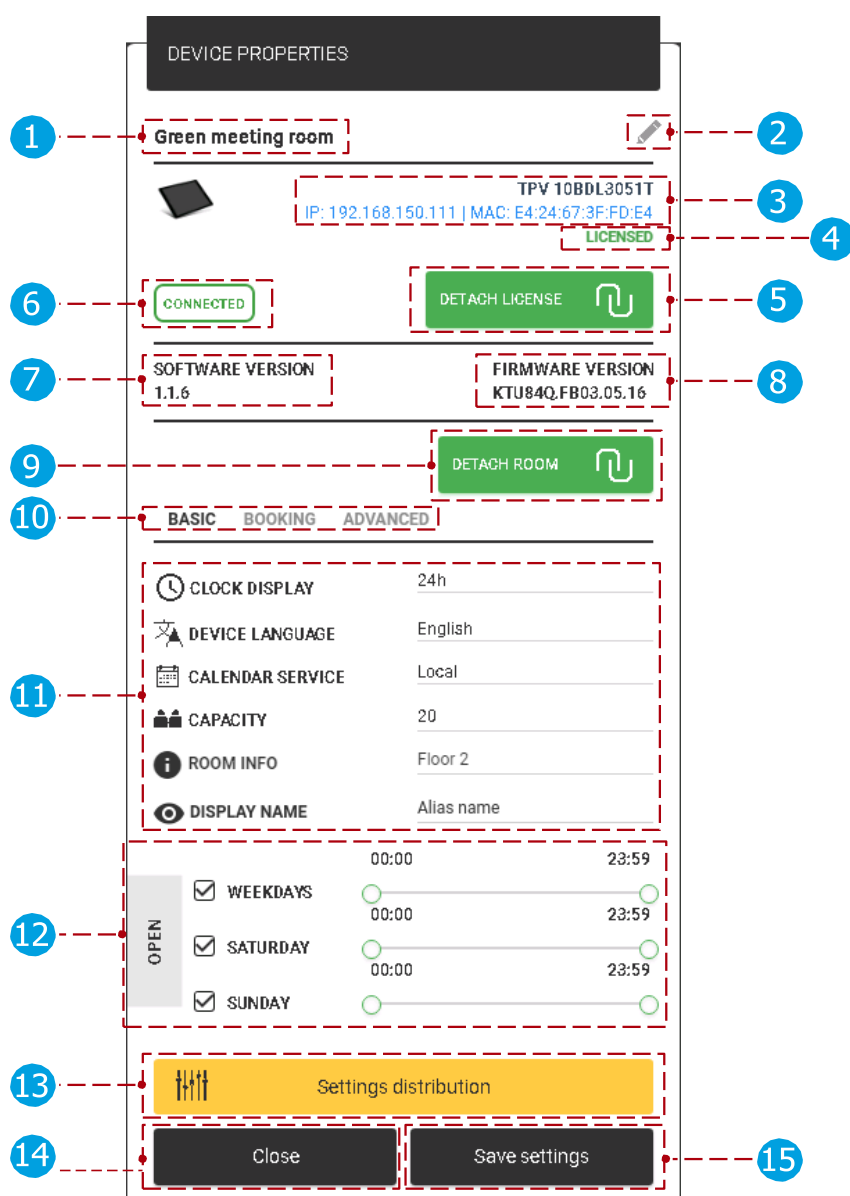 DEVICE PROPERTIES
1 Green meeting room 2
TPV 10BDL3051T
IP: 192.168.150.111 | MAC: E4:24:67:3F:FD:E4 3
LICENSED 4
6 CONNECTED DETACH LICENSE 5
SOFTWARE VERSION FIRMWARE VERSION
7 1.1.6 KTU84Q.FB03.05.16 8
9 DETACH ROOM
10 BASIC BOOKING ADVANCED
CLOCK DISPLAY 24h
DEVICE LANGUAGE English
11 CALENDAR SERVICE Local
CAPACITY 20
ROOM INFO Floor 2
DISPLAY NAME Alias name
00:00 23:59
WEEKDAYS
00:00 23:59
12 OPEN SATURDAY
00:00 23:59
SUNDAY
13 Settings distribution
14 Close Save settings 15